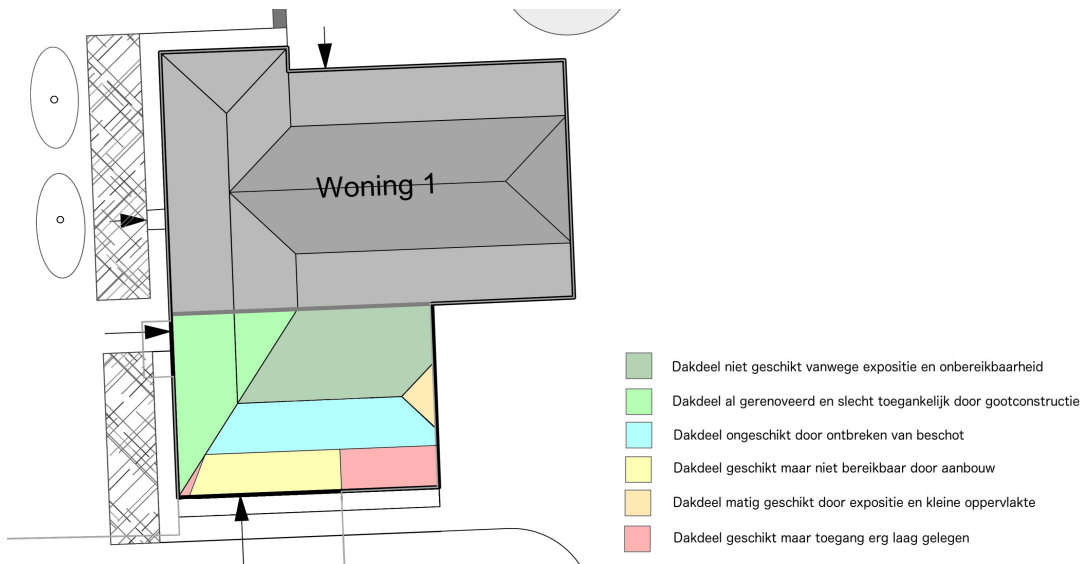 Woning 1
Dakdeel niet geschikt vanwege expositie en onbereikbaarheid
Dakdeel al gerenoveerd en slecht toegankelijk door gootconstructie
Dakdeel ongeschikt door ontbreken van beschot
Dakdeel geschikt maar niet bereikbaar door aanbouw
Dakdeel matig geschikt door expositie en kleine oppervlakte
Dakdeel geschikt maar toegang erg laag gelegen